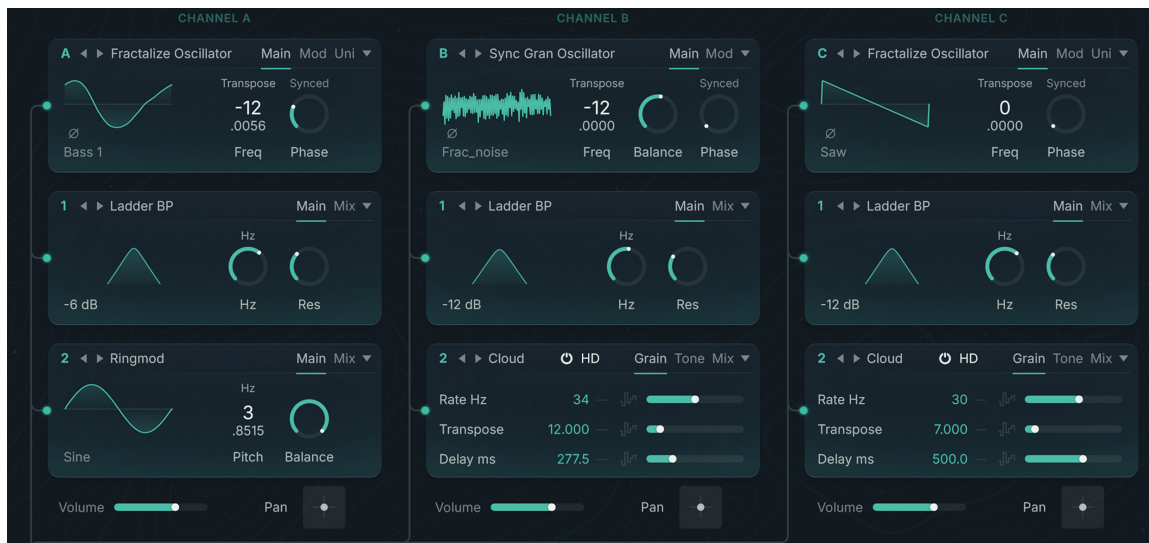 CHANNEL A
A Fractalize Oscillator Main Mod Uni
Transpose Synced
-12
.0056
Ø
Bass 1 Freq Phase
1 Ladder BP Main Mix
Hz
-6 dB Hz Res
2 Ringmod Main Mix
Hz
3
.8515
Sine Pitch Balance
Volume Pan
CHANNEL B
B Sync Gran Oscillator Main Mod
Transpose Synced
-12
.0000
Ø
Frac_noise Freq Balance Phase
1 Ladder BP Main Mix
Hz
-12 dB Hz Res
2 Cloud HD Grain Tone Mix
Rate Hz 34
Transpose 12.000
Delay ms 277.5
Volume Pan
CHANNEL C
C Fractalize Oscillator Main Mod Uni
Transpose Synced
0
.0000
Ø
Saw Freq Phase
1 Ladder BP Main Mix
Hz
-12 dB Hz Res
2 Cloud HD Grain Tone Mix
Rate Hz 30
Transpose 7.000
Delay ms 500.0
Volume Pan